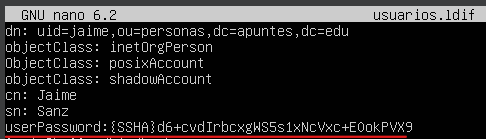 GNU nano 6.2 usuarios.ldif
dn: uid=jaime,ou=personas,dc=apuntes,dc=edu
objectClass: inetOrgPerson
ObjectClass: posixAccount
objectClass: shadowAccount
cn: Jaime
sn: Sanz
userPassword:{SSHA}d6+cvdIrbcxgWS5s1xNcVxc+E0okPVX9